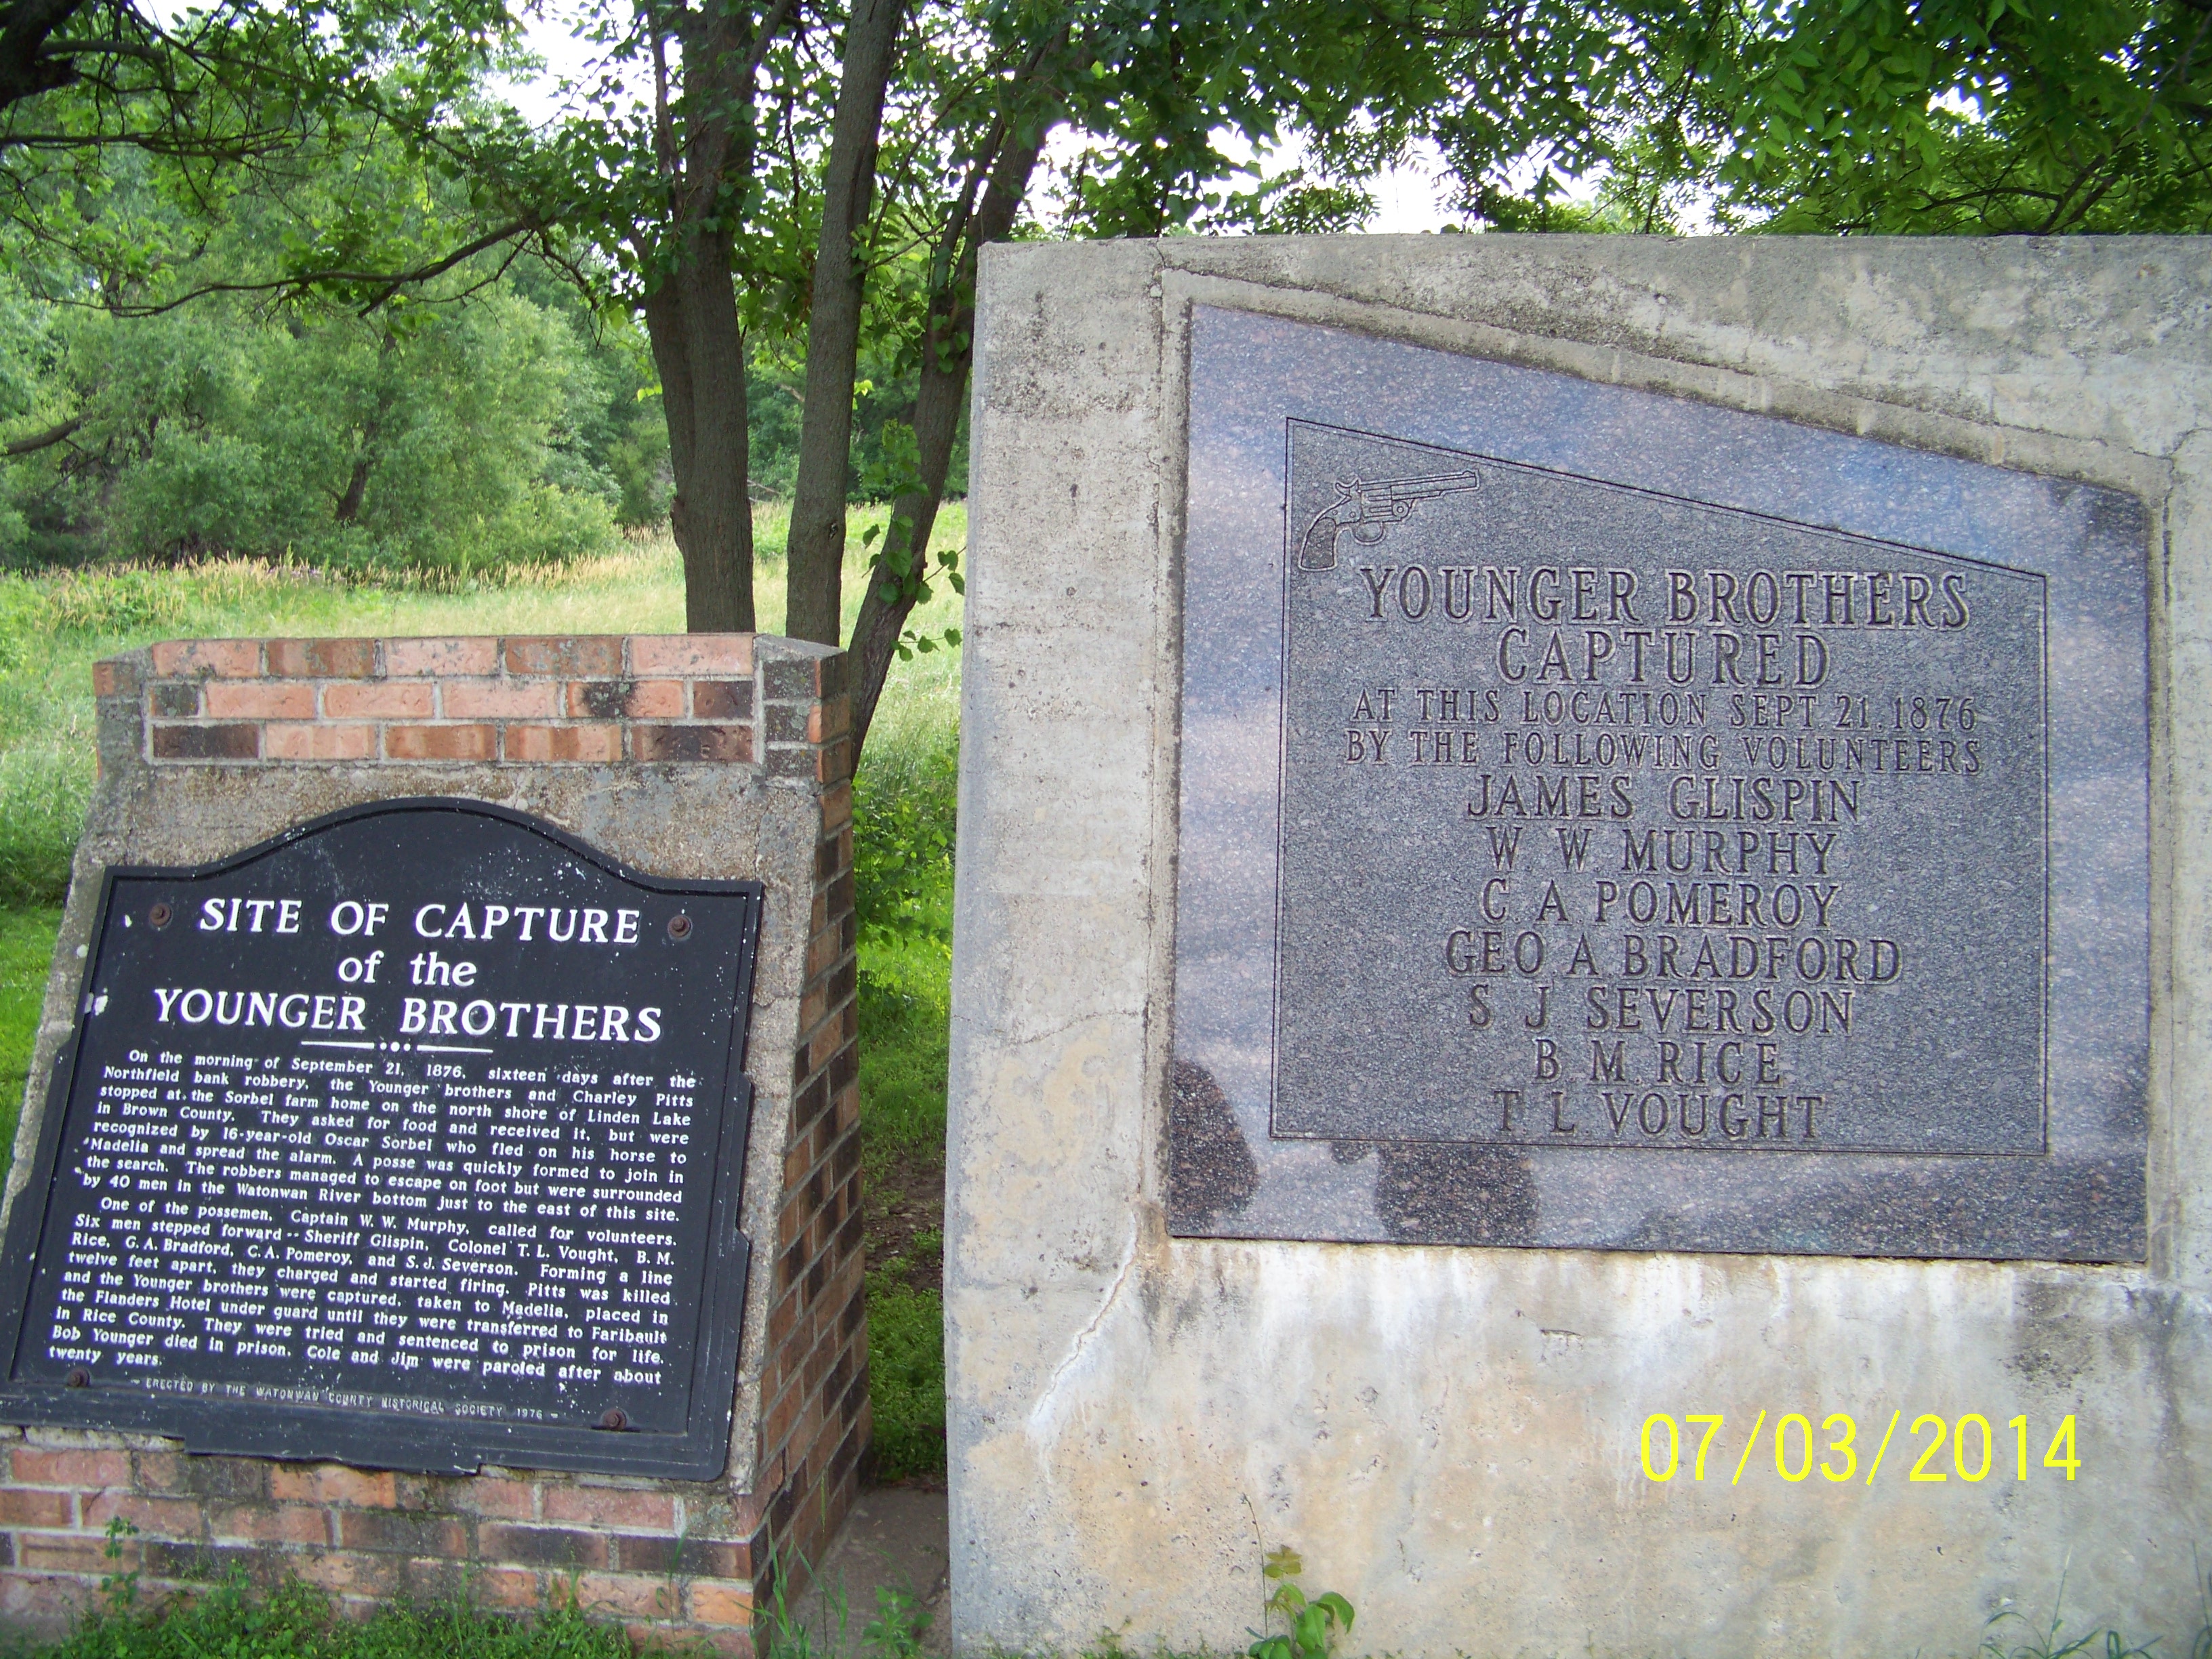 SITE OF CAPTURE
of the
YOUNGER BROTHERS
On the morning of September 21, 1876, sixteen days after the
Northfield bank robbery, the Younger brothers and Charley Pitts
stopped at the Sorbel farm home on the north shore of Linden Lake
in Brown County. They asked for food and received it, but were
recognized by 16-year-old Oscar Sorbel who fled on his horse to
Madelia and spread the alarm. A posse was quickly formed to join in
the search. The robbers managed to escape on foot but were surrounded
by 40 men in the Watonwan River bottom just to the east of this site.
One of the possemen, Captain W. W. Murphy, called for volunteers.
Six men stepped forward -- Sheriff Glispin, Colonel T. L. Vought, B. M.
Rice, G. A. Bradford, C. A. Pomeroy, and S. J. Severson. Forming a line
twelve feet apart, they charged and started firing. Pitts was killed
and the Younger brothers were captured, taken to Madelia, placed in
the Flanders Hotel under guard until they were transferred to Faribault
in Rice County. They were tried and sentenced to prison for life.
Bob Younger died in prison. Cole and Jim were paroled after about
twenty years.
- ERECTED BY THE WATONWAN COUNTY HISTORICAL SOCIETY 1976 -
YOUNGER BROTHERS
CAPTURED
AT THIS LOCATION SEPT. 21. 1876
BY THE FOLLOWING VOLUNTEERS
JAMES GLISPIN
W W MURPHY
C A POMEROY
GEO A BRADFORD
S J SEVERSON
B. M. RICE
T L VOUGHT
07/03/2014